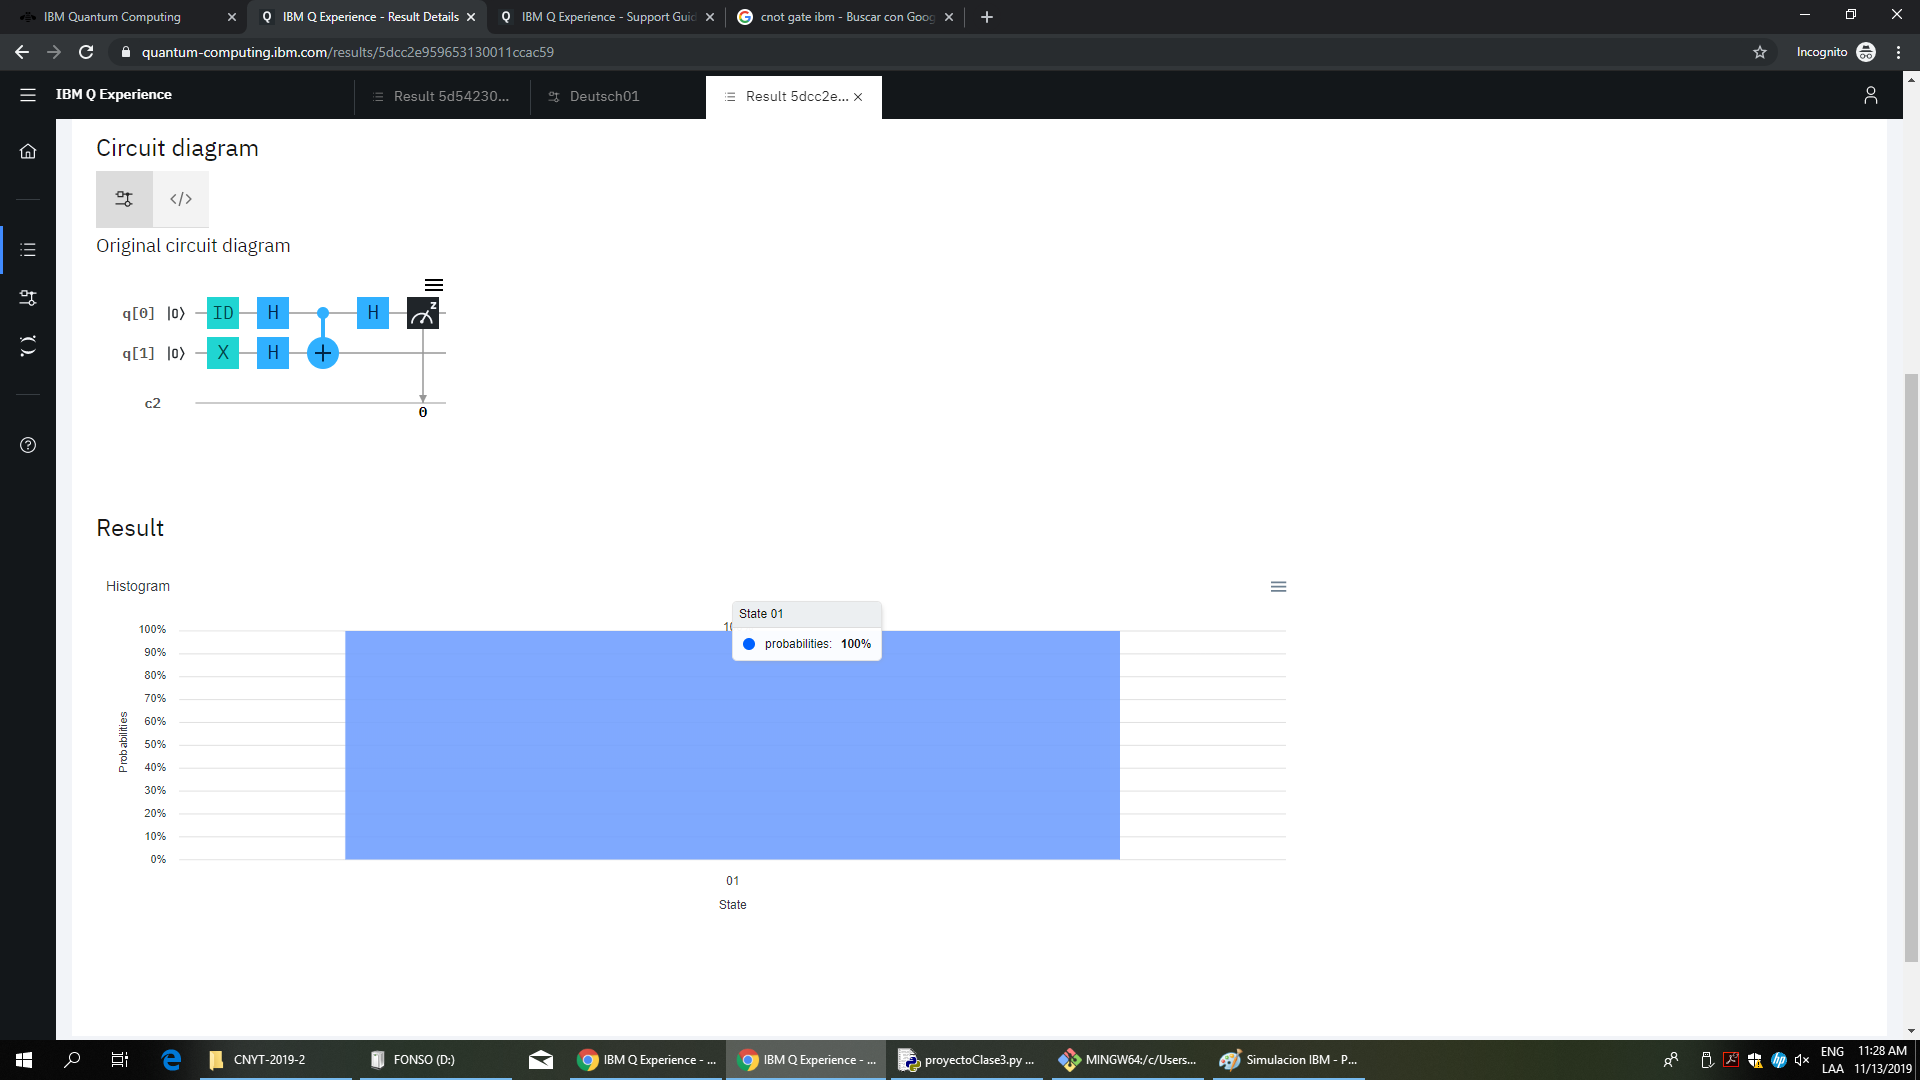 IBM Quantum Computing
IBM Q Experience - Result Details
IBM Q Experience - Support Guid
cnot gate ibm - Buscar con Goog
quantum-computing.ibm.com/results/5dcc2e959653130011ccac59
Incognito
IBM Q Experience
Result 5d54230...
Deutsch01
Result 5dcc2e...
Circuit diagram
</>
Original circuit diagram
q[0] |0⟩ ID H H z
q[1] |0⟩ X H +
c2
0
Result
Histogram
State 01
probabilities: 100%
100%
90%
80%
70%
60%
50%
40%
30%
20%
10%
0%
Probabilities
01
State
CNYT-2019-2
FONSO (D:)
IBM Q Experience - ...
IBM Q Experience - ...
proyectoClase3.py ...
MINGW64:/c/Users...
Simulacion IBM - P...
ENG
LAA
11:28 AM
11/13/2019